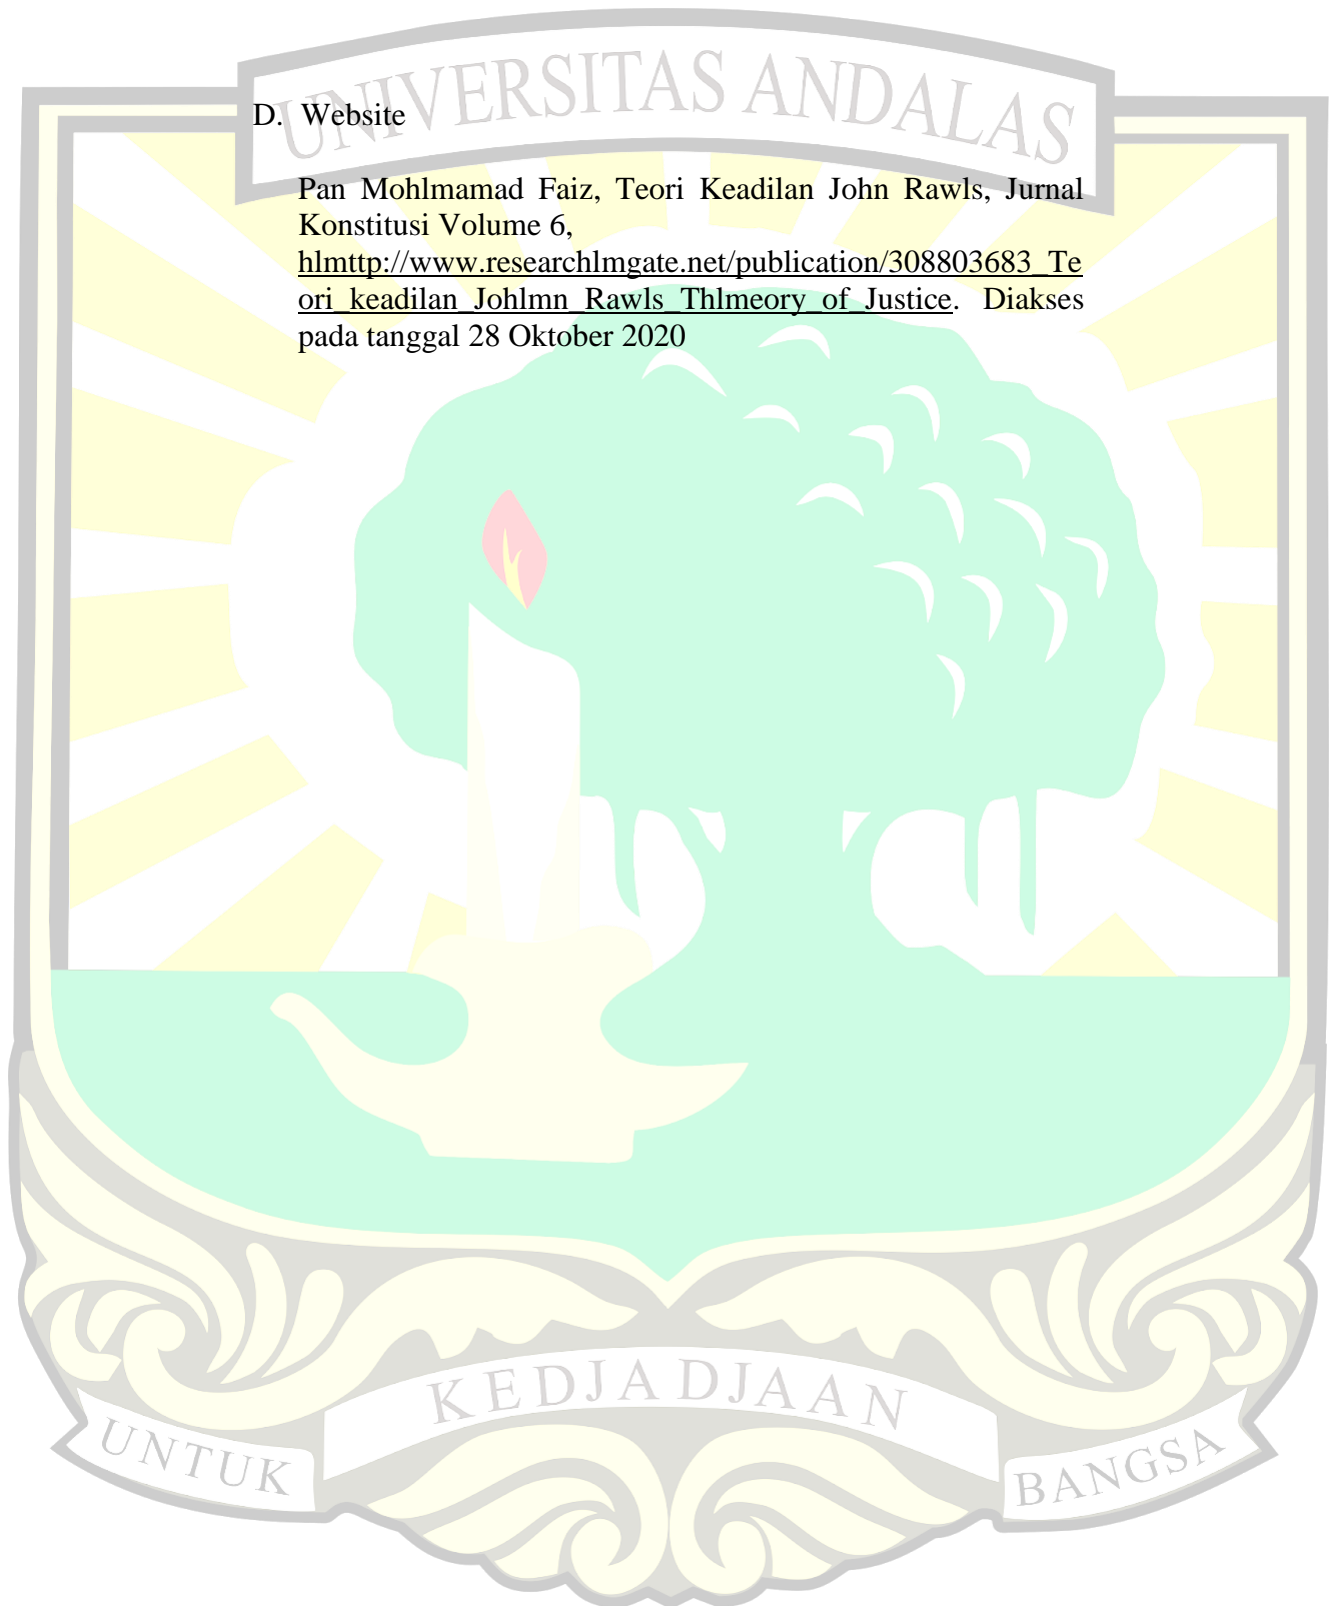 UNIVERSITAS ANDALAS
D. Website
Pan Mohlmamad Faiz, Teori Keadilan John Rawls, Jurnal
Konstitusi Volume 6,
hlmttp://www.researchlmgate.net/publication/308803683_Te
ori_keadilan_Johlmn_Rawls_Thlmeory_of_Justice. Diakses
pada tanggal 28 Oktober 2020
UNTUK
KEDJADJAAN
BANGSA